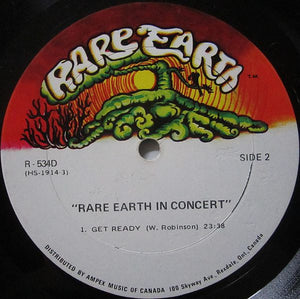 RARE EARTH
T.M.
R - 534D
(HS-1914-3)
SIDE 2
"RARE EARTH IN CONCERT"
1. GET READY (W. Robinson) 23:38
DISTRIBUTED BY AMPEX MUSIC OF CANADA 100 Skyway Ave., Rexdale, Ont., Canada